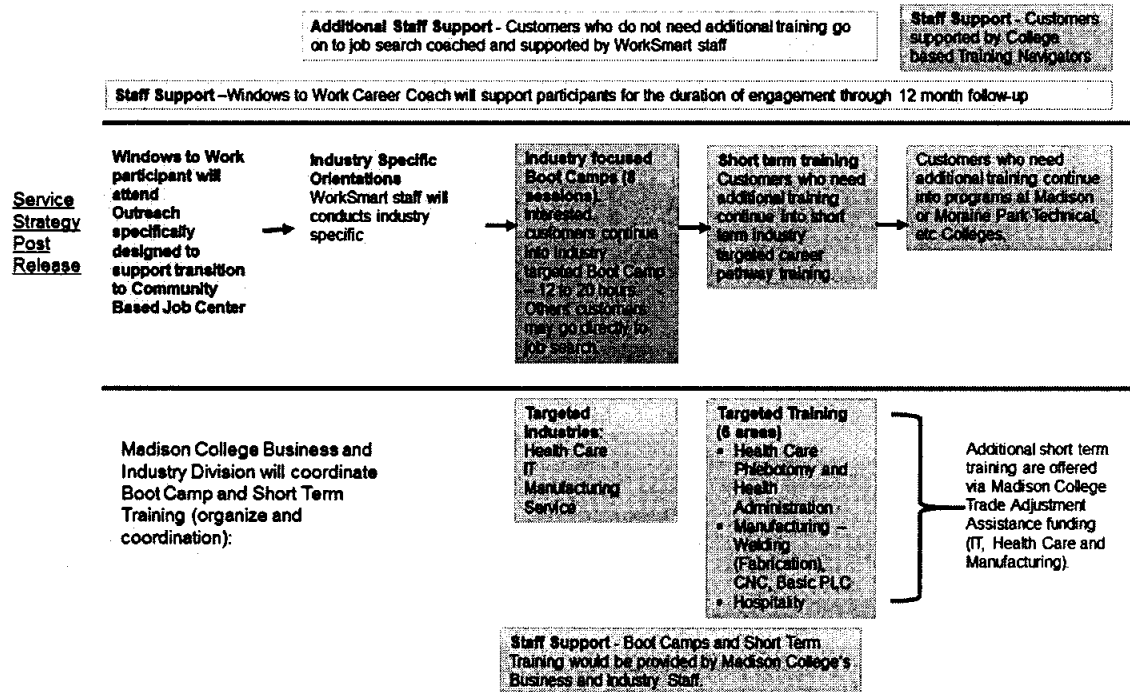 Additional Staff Support - Customers who do not need additional training go
on to job search coached and supported by WorkSmart staff
Staff Support - Customers
supported by College
based Training Navigators
Staff Support –Windows to Work Career Coach will support participants for the duration of engagement through 12 month follow-up
Service
Strategy
Post
Release
Windows to Work
participant will
attend
Outreach
specifically
designed to
support transition
to Community
Based Job Center
Industry Specific
Orientations
WorkSmart staff will
conducts industry
specific
Industry focused
Boot Camps (8
sessions).
Interested
customers continue
into Industry
targeted Boot Camp
– 12 to 20 hours.
Others customers
may go directly to
job search.
Short term training
Customers who need
additional training
continue into short
term industry
targeted career
pathway training.
Customers who need
additional training continue
into programs at Madison
or Moraine Park Technical,
etc Colleges.
Madison College Business and
Industry Division will coordinate
Boot Camp and Short Term
Training (organize and
coordination):
Targeted
Industries:
Health Care
IT
Manufacturing
Service
Targeted Training
(6 areas)
• Health Care
Phlebotomy and
Health
Administration
• Manufacturing –
Welding
(Fabrication),
CNC, Basic PLC
• Hospitality
Additional short term
training are offered
via Madison College
Trade Adjustment
Assistance funding
(IT, Health Care and
Manufacturing).
Staff Support - Boot Camps and Short Term
Training would be provided by Madison College's
Business and Industry Staff.